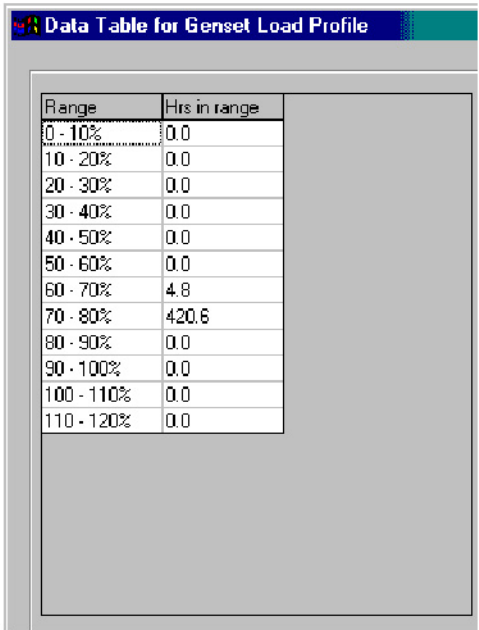 Data Table for Genset Load Profile
Range Hrs in range
0 - 10% 0.0
10 - 20% 0.0
20 - 30% 0.0
30 - 40% 0.0
40 - 50% 0.0
50 - 60% 0.0
60 - 70% 4.8
70 - 80% 420.6
80 - 90% 0.0
90 - 100% 0.0
100 - 110% 0.0
110 - 120% 0.0